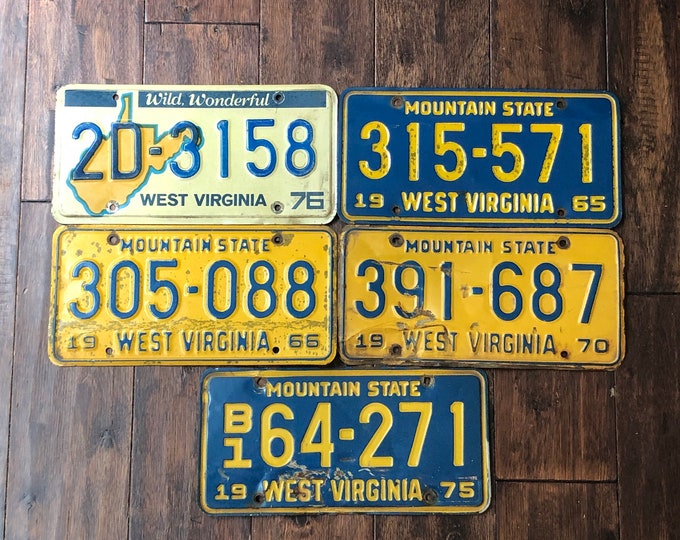 Wild, Wonderful
2D-3158
WEST VIRGINIA 76
MOUNTAIN STATE
315-571
19 WEST VIRGINIA 65
MOUNTAIN STATE
305-088
19 WEST VIRGINIA 66
MOUNTAIN STATE
391-687
19 WEST VIRGINIA 70
MOUNTAIN STATE
B1 64-271
19 WEST VIRGINIA 75